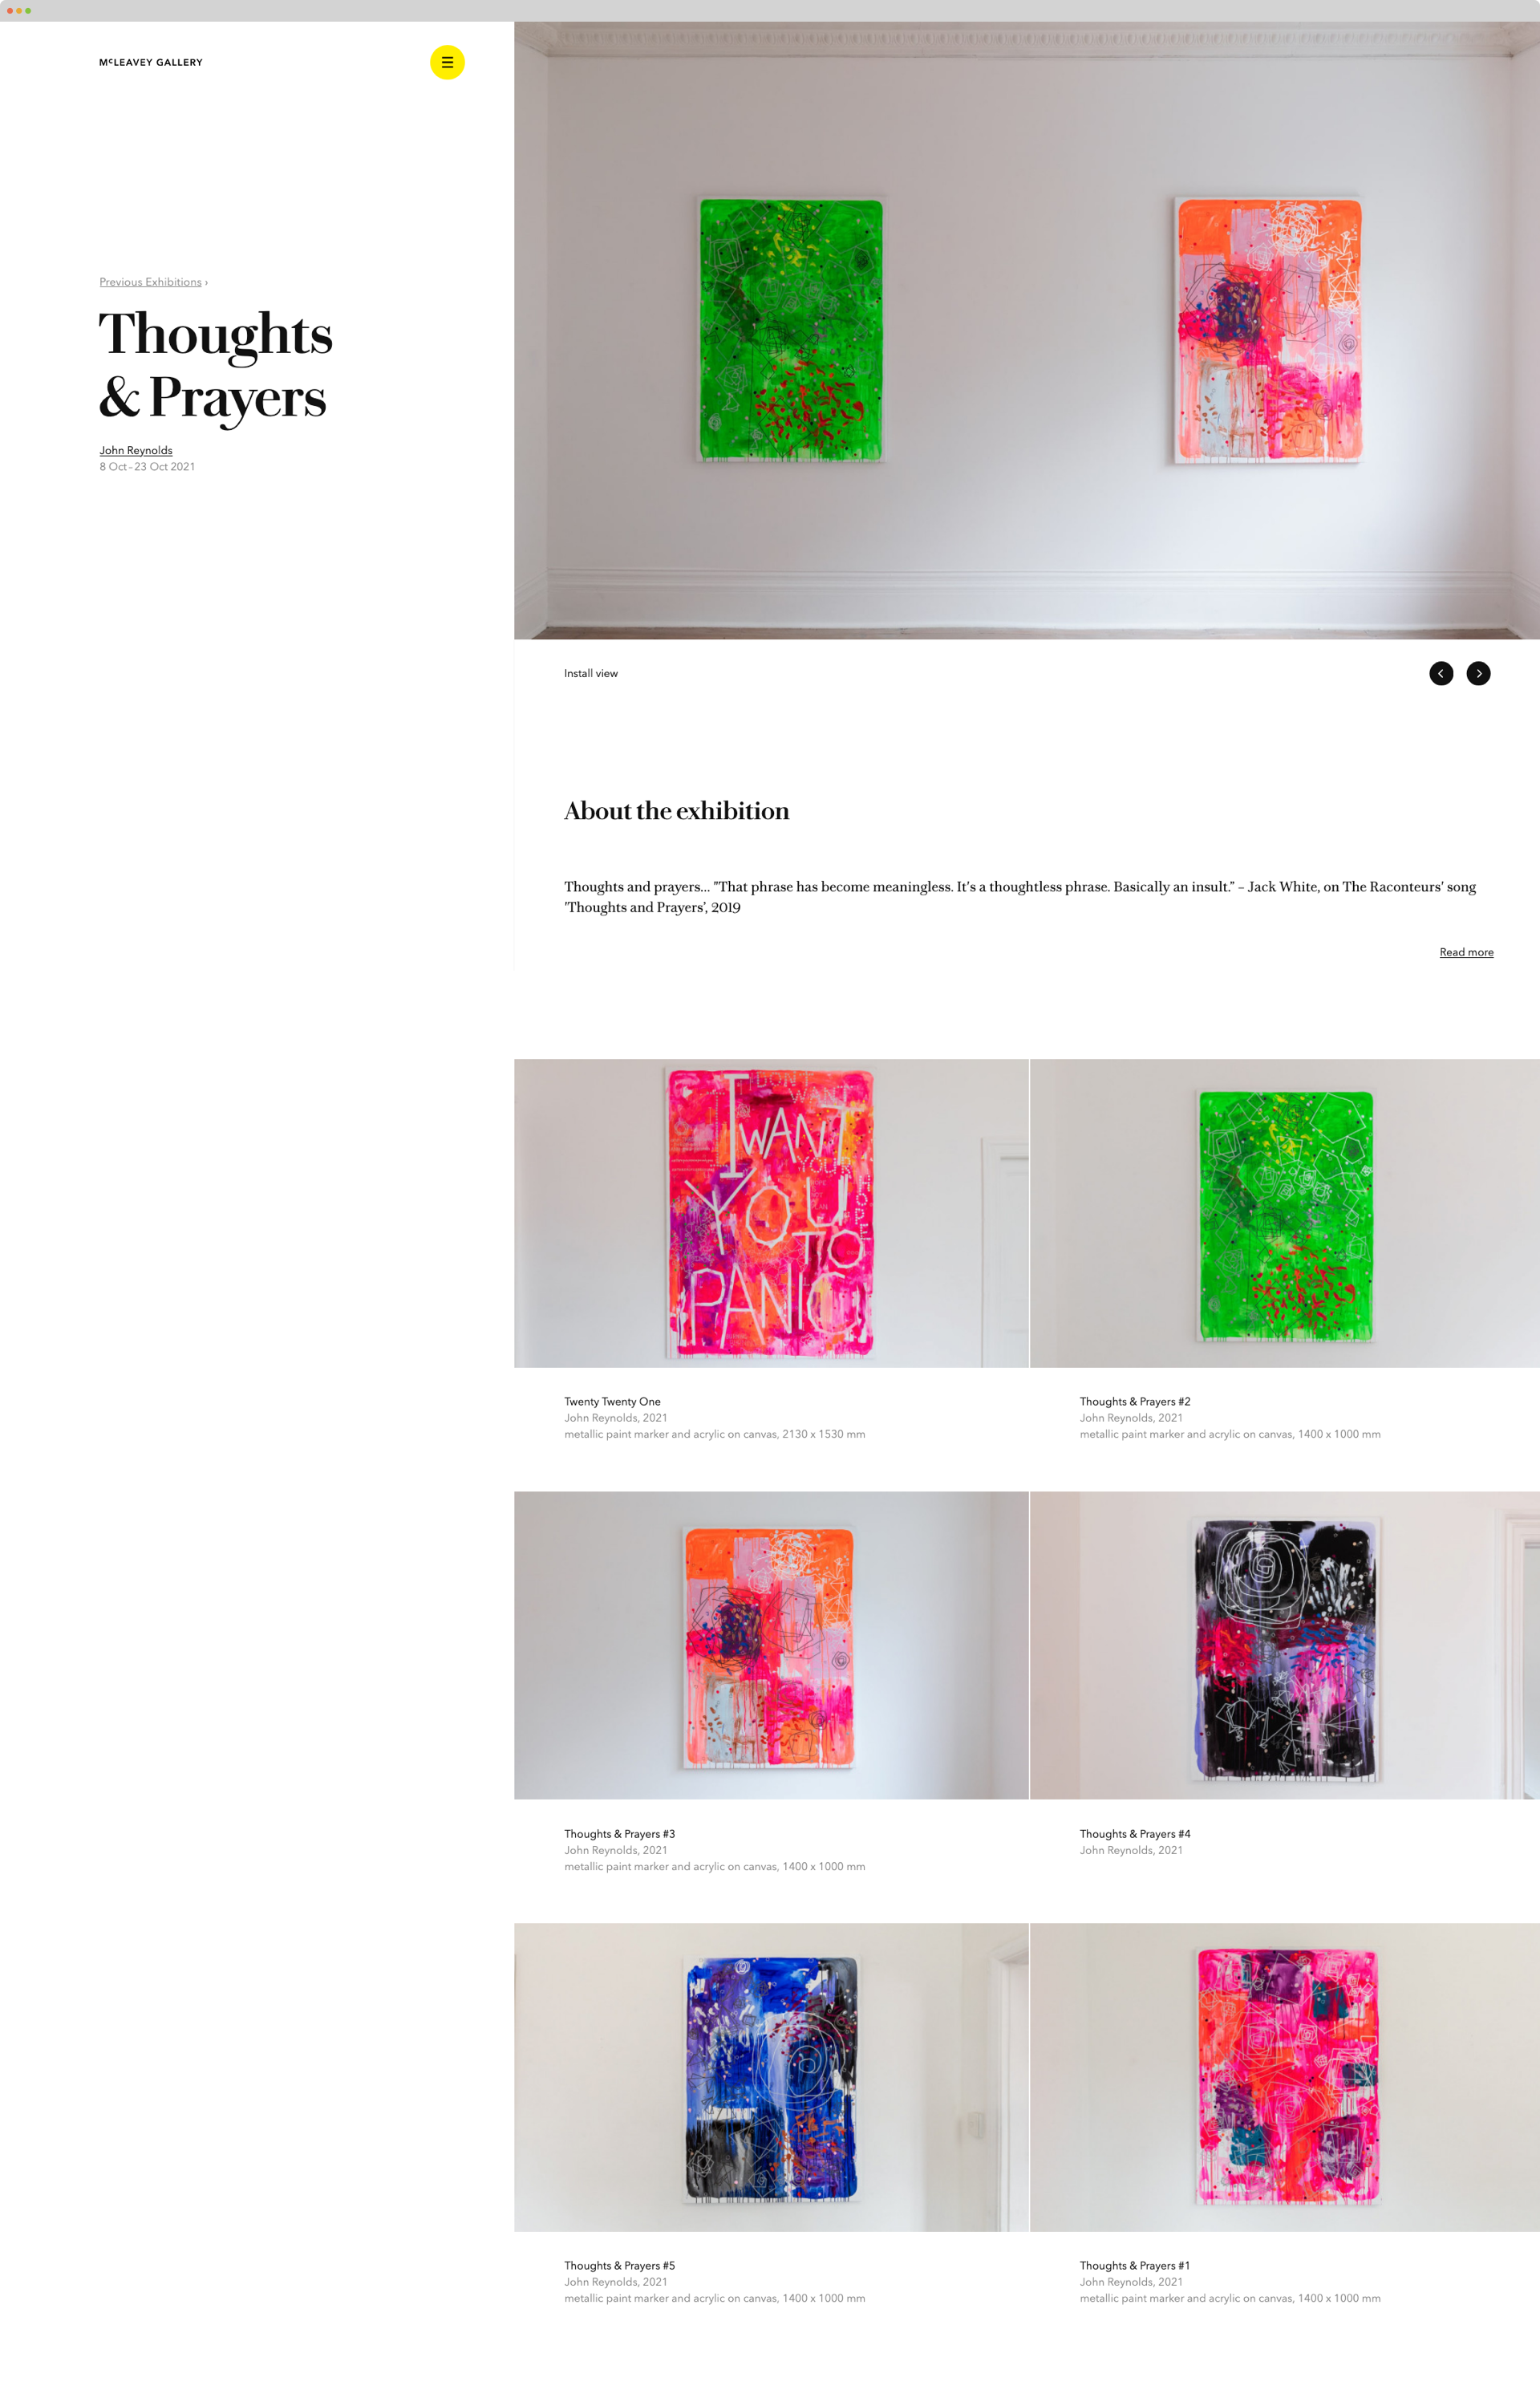 MCLEAVEY GALLERY
Previous Exhibitions ›
Thoughts
& Prayers
John Reynolds
8 Oct – 23 Oct 2021
Install view
About the exhibition
Thoughts and prayers... "That phrase has become meaningless. It's a thoughtless phrase. Basically an insult." – Jack White, on The Raconteurs' song
'Thoughts and Prayers', 2019
Read more
I DON'T
WANT
WANT
YOUR
HOPE
YOU
TO
PANIC
Twenty Twenty One
John Reynolds, 2021
metallic paint marker and acrylic on canvas, 2130 x 1530 mm
Thoughts & Prayers #2
John Reynolds, 2021
metallic paint marker and acrylic on canvas, 1400 x 1000 mm
Thoughts & Prayers #3
John Reynolds, 2021
metallic paint marker and acrylic on canvas, 1400 x 1000 mm
Thoughts & Prayers #4
John Reynolds, 2021
Thoughts & Prayers #5
John Reynolds, 2021
metallic paint marker and acrylic on canvas, 1400 x 1000 mm
Thoughts & Prayers #1
John Reynolds, 2021
metallic paint marker and acrylic on canvas, 1400 x 1000 mm